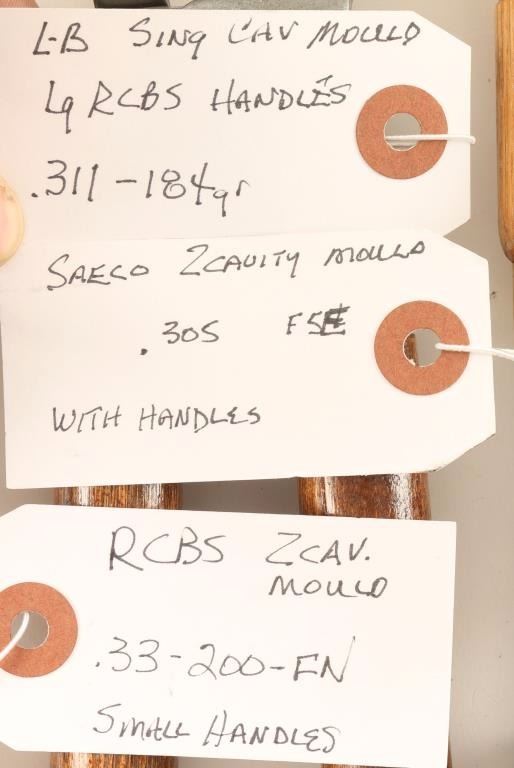 L-B SINg CAV MOULD
Lg RCBS HANDLES
.311-184gr
SAECO 2CAVITY MOULD
.305 FSE
WITH HANDLES
RCBS 2CAV.
MOULD
.33-200-FN
SMALL HANDLES